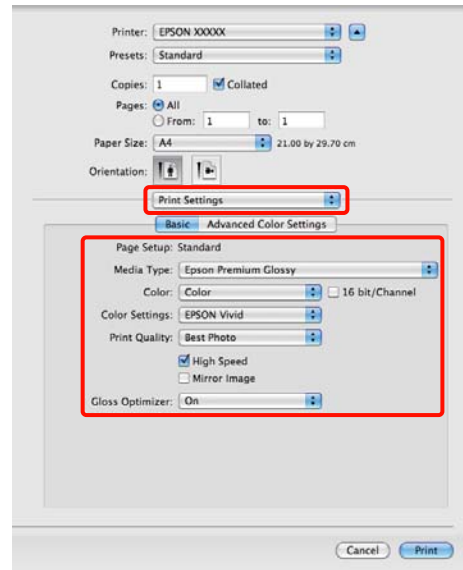 Printer: EPSON XXXXX
Presets: Standard
Copies: 1 Collated
Pages: All
From: 1 to: 1
Paper Size: A4 21.00 by 29.70 cm
Orientation:
Print Settings
Basic Advanced Color Settings
Page Setup: Standard
Media Type: Epson Premium Glossy
Color: Color 16 bit/Channel
Color Settings: EPSON Vivid
Print Quality: Best Photo
High Speed
Mirror Image
Gloss Optimizer: On
Cancel Print